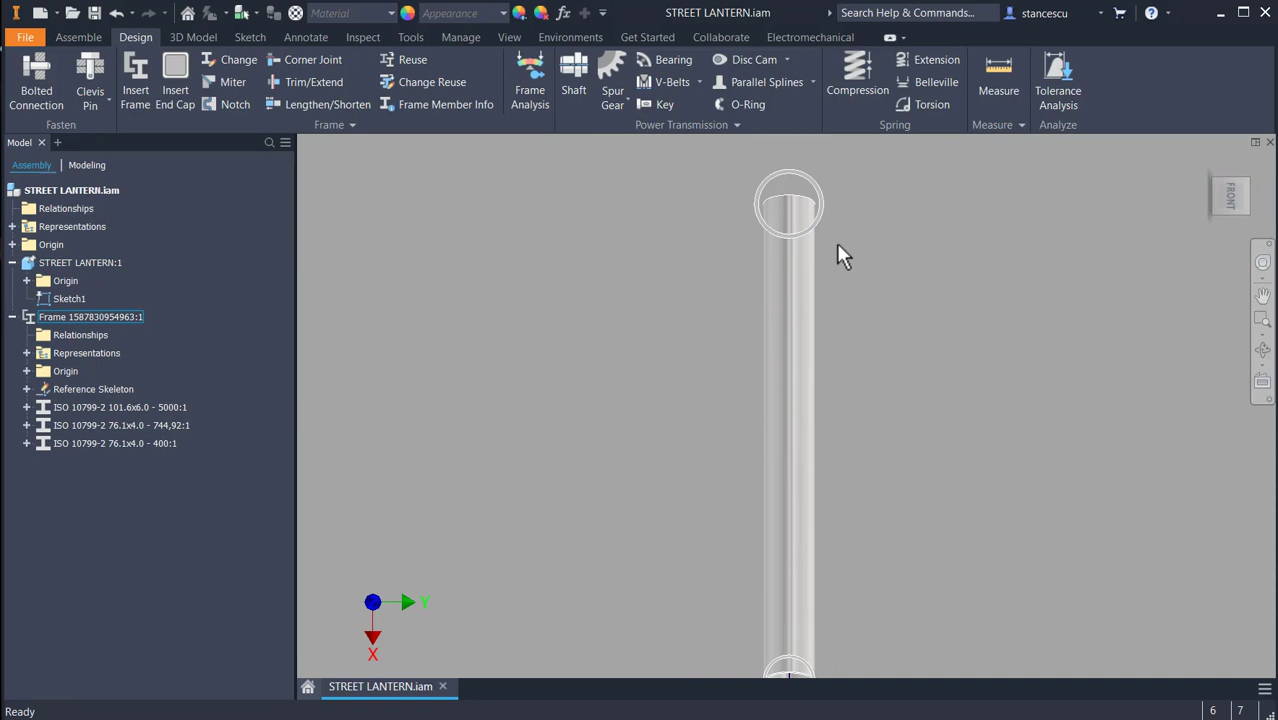 Material
Appearance
STREET LANTERN.iam
Search Help & Commands...
stancescu
File
Assemble
Design
3D Model
Sketch
Annotate
Inspect
Tools
Manage
View
Environments
Get Started
Collaborate
Electromechanical
Bolted
Connection
Clevis
Pin
Fasten
Insert
Frame
Insert
End Cap
Change
Miter
Notch
Corner Joint
Trim/Extend
Lengthen/Shorten
Reuse
Change Reuse
Frame Member Info
Frame
Frame
Analysis
Shaft
Spur
Gear
Bearing
V-Belts
Key
Disc Cam
Parallel Splines
O-Ring
Power Transmission
Compression
Extension
Belleville
Torsion
Spring
Measure
Measure
Tolerance
Analysis
Analyze
Model
Assembly
Modeling
STREET LANTERN.iam
Relationships
Representations
Origin
STREET LANTERN:1
Origin
Sketch1
Frame 1587830954963:1
Relationships
Representations
Origin
Reference Skeleton
ISO 10799-2 101.6x6.0 - 5000:1
ISO 10799-2 76.1x4.0 - 744,92:1
ISO 10799-2 76.1x4.0 - 400:1
FRONT
Y
X
STREET LANTERN.iam
Ready
6 7